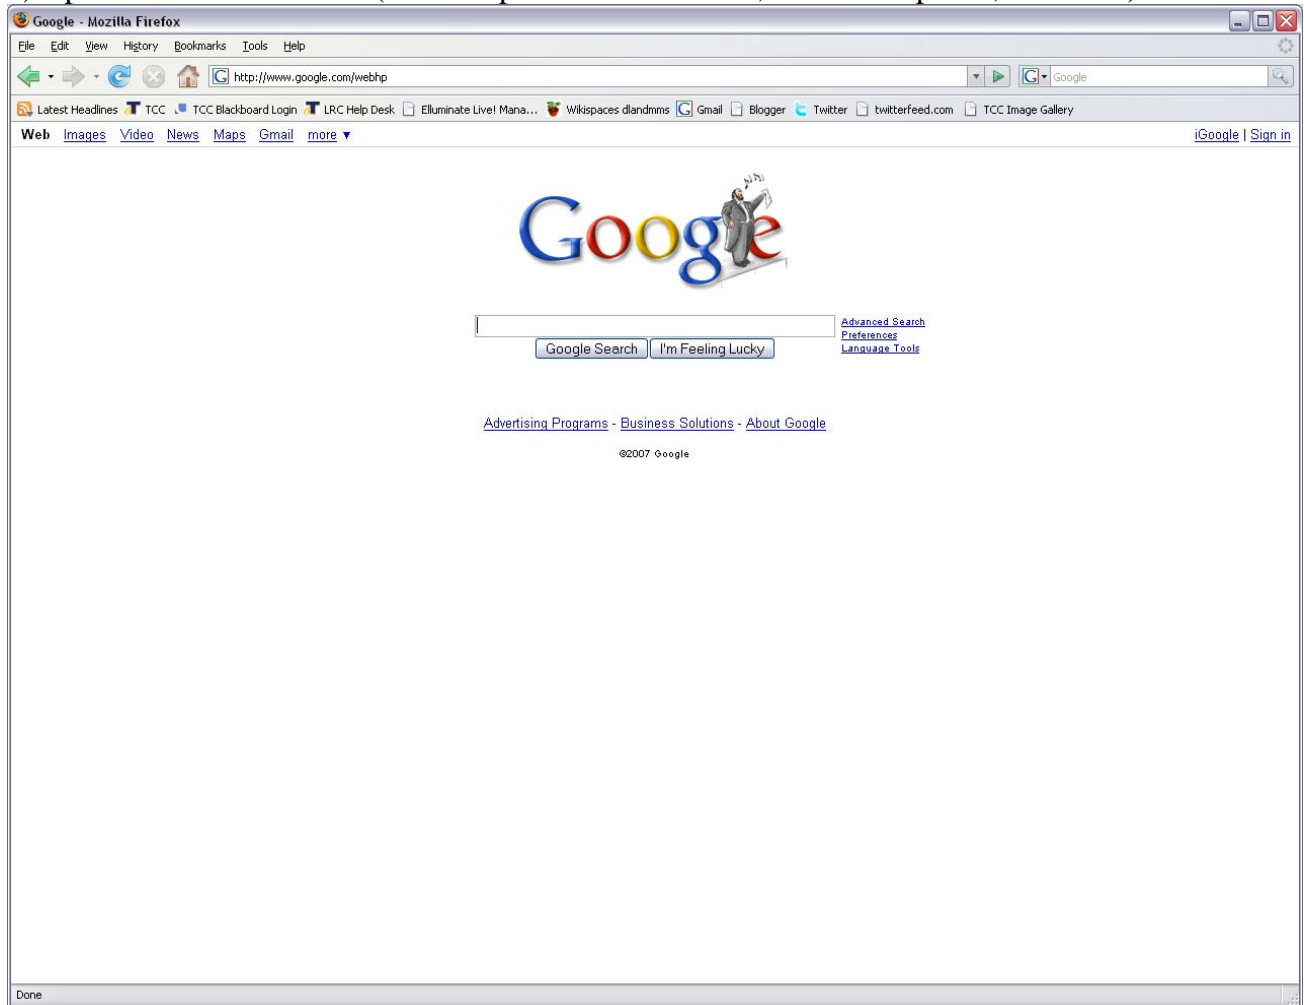 Google - Mozilla Firefox
File Edit View History Bookmarks Tools Help
http://www.google.com/webhp Google
Latest Headlines TCC TCC Blackboard Login LRC Help Desk Elluminate Live! Mana... Wikispaces dlandmms Gmail Blogger Twitter twitterfeed.com TCC Image Gallery
Web Images Video News Maps Gmail more ▼ iGoogle | Sign in
Google
Advanced Search
Preferences
Google Search I'm Feeling Lucky Language Tools
Advertising Programs - Business Solutions - About Google
©2007 Google
Done